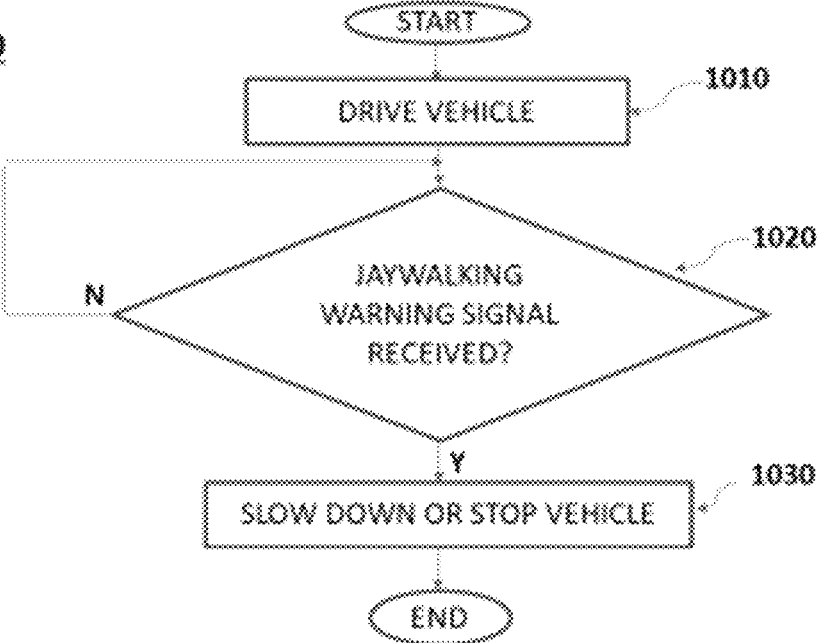 START
DRIVE VEHICLE
1010
JAYWALKING
WARNING SIGNAL
RECEIVED?
1020
N
Y
SLOW DOWN OR STOP VEHICLE
1030
END